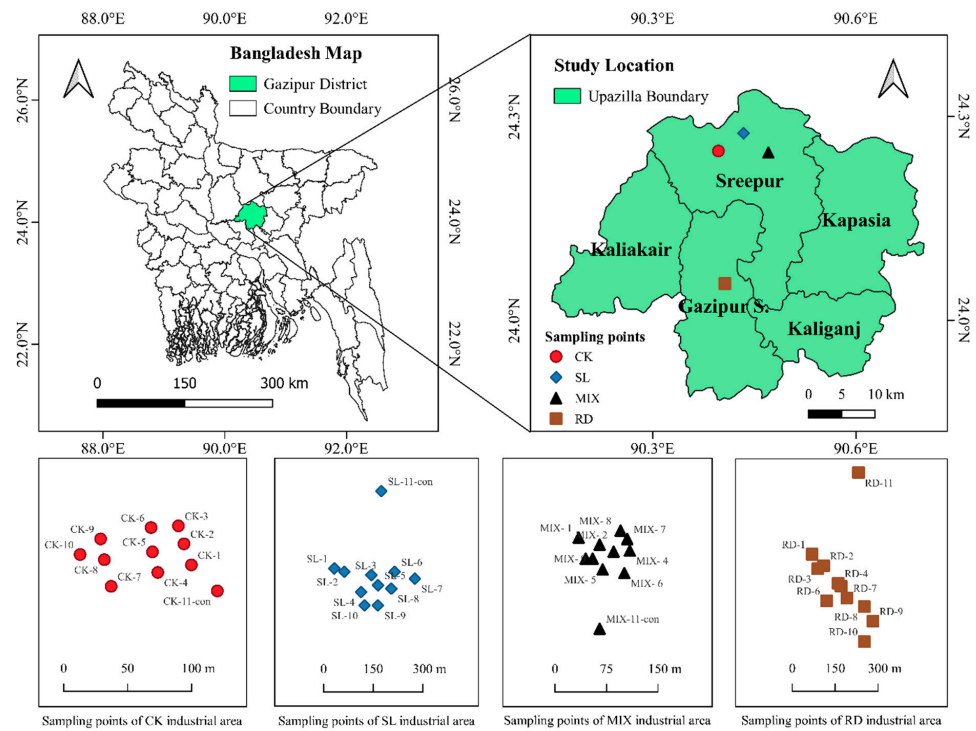 88.0°E 90.0°E 92.0°E
90.3°E 90.6°E
Bangladesh Map
Gazipur District
Country Boundary
26.0°N
24.0°N
22.0°N
26.0°N
24.0°N
22.0°N
0 150 300 km
88.0°E 90.0°E 92.0°E
Study Location
Upazilla Boundary
24.3°N
24.0°N
24.3°N
24.0°N
Sreepur
Kapasia
Kaliakair
Gazipur S.
Kaliganj
Sampling points
CK
SL
MIX
RD
0 5 10 km
90.3°E 90.6°E
CK-6 CK-3
CK-9 CK-2
CK-10 CK-5 CK-1
CK-8
CK-7 CK-4
CK-11-con
0 50 100 m
Sampling points of CK industrial area
SL-11-con
SL-1 SL-3 SL-6
SL-2 SL-5 SL-7
SL-4 SL-8
SL-10 SL-9
0 150 300 m
Sampling points of SL industrial area
MIX- 8
MIX- 1 MIX- 7
MIX- 4
MIX- 5 MIX- 6
MIX-11-con
0 75 150 m
Sampling points of MIX industrial area
RD-11
RD-1
RD-2
RD-3 RD-4
RD-6 RD-7
RD-8 RD-9
RD-10
0 150 300 m
Sampling points of RD industrial area